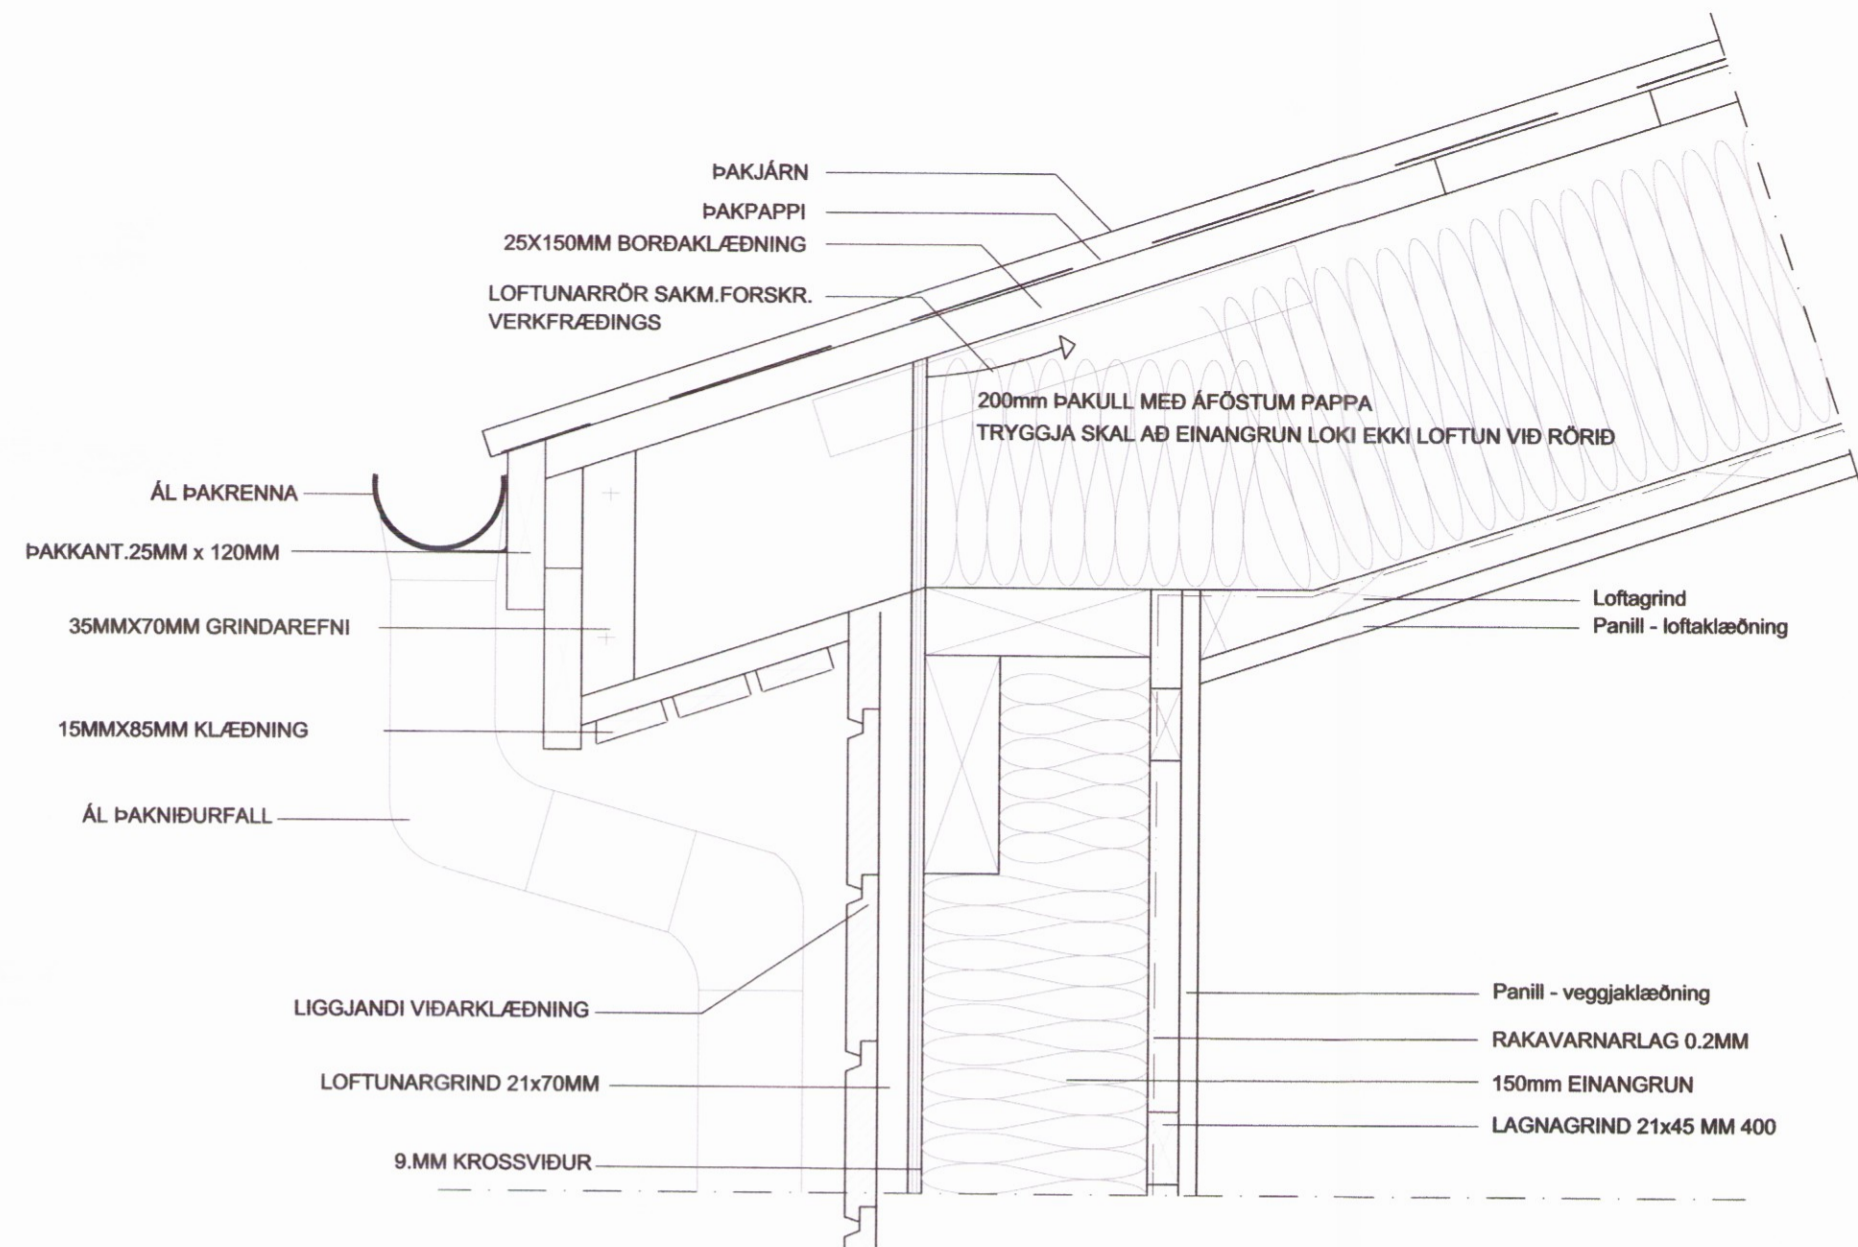 ÞAKJÁRN
ÞAKPAPPI
25X150MM BORÐAKLÆÐNING
LOFTUNARRÖR SAKM.FORSKR.
VERKFRÆÐINGS
200mm ÞAKULL MEÐ ÁFÖSTUM PAPPA
TRYGGJA SKAL AÐ EINANGRUN LOKI EKKI LOFTUN VIÐ RÖRIÐ
ÁL ÞAKRENNA
ÞAKKANT.25MM x 120MM
35MMX70MM GRINDAREFNI
15MMX85MM KLÆÐNING
ÁL ÞAKNIÐURFALL
LIGGJANDI VIÐARKLÆÐNING
LOFTUNARGRIND 21x70MM
9.MM KROSSVIÐUR
Loftagrind
Panill - loftaklæðning
Panill - veggjaklæðning
RAKAVARNARLAG 0.2MM
150mm EINANGRUN
LAGNAGRIND 21x45 MM 400